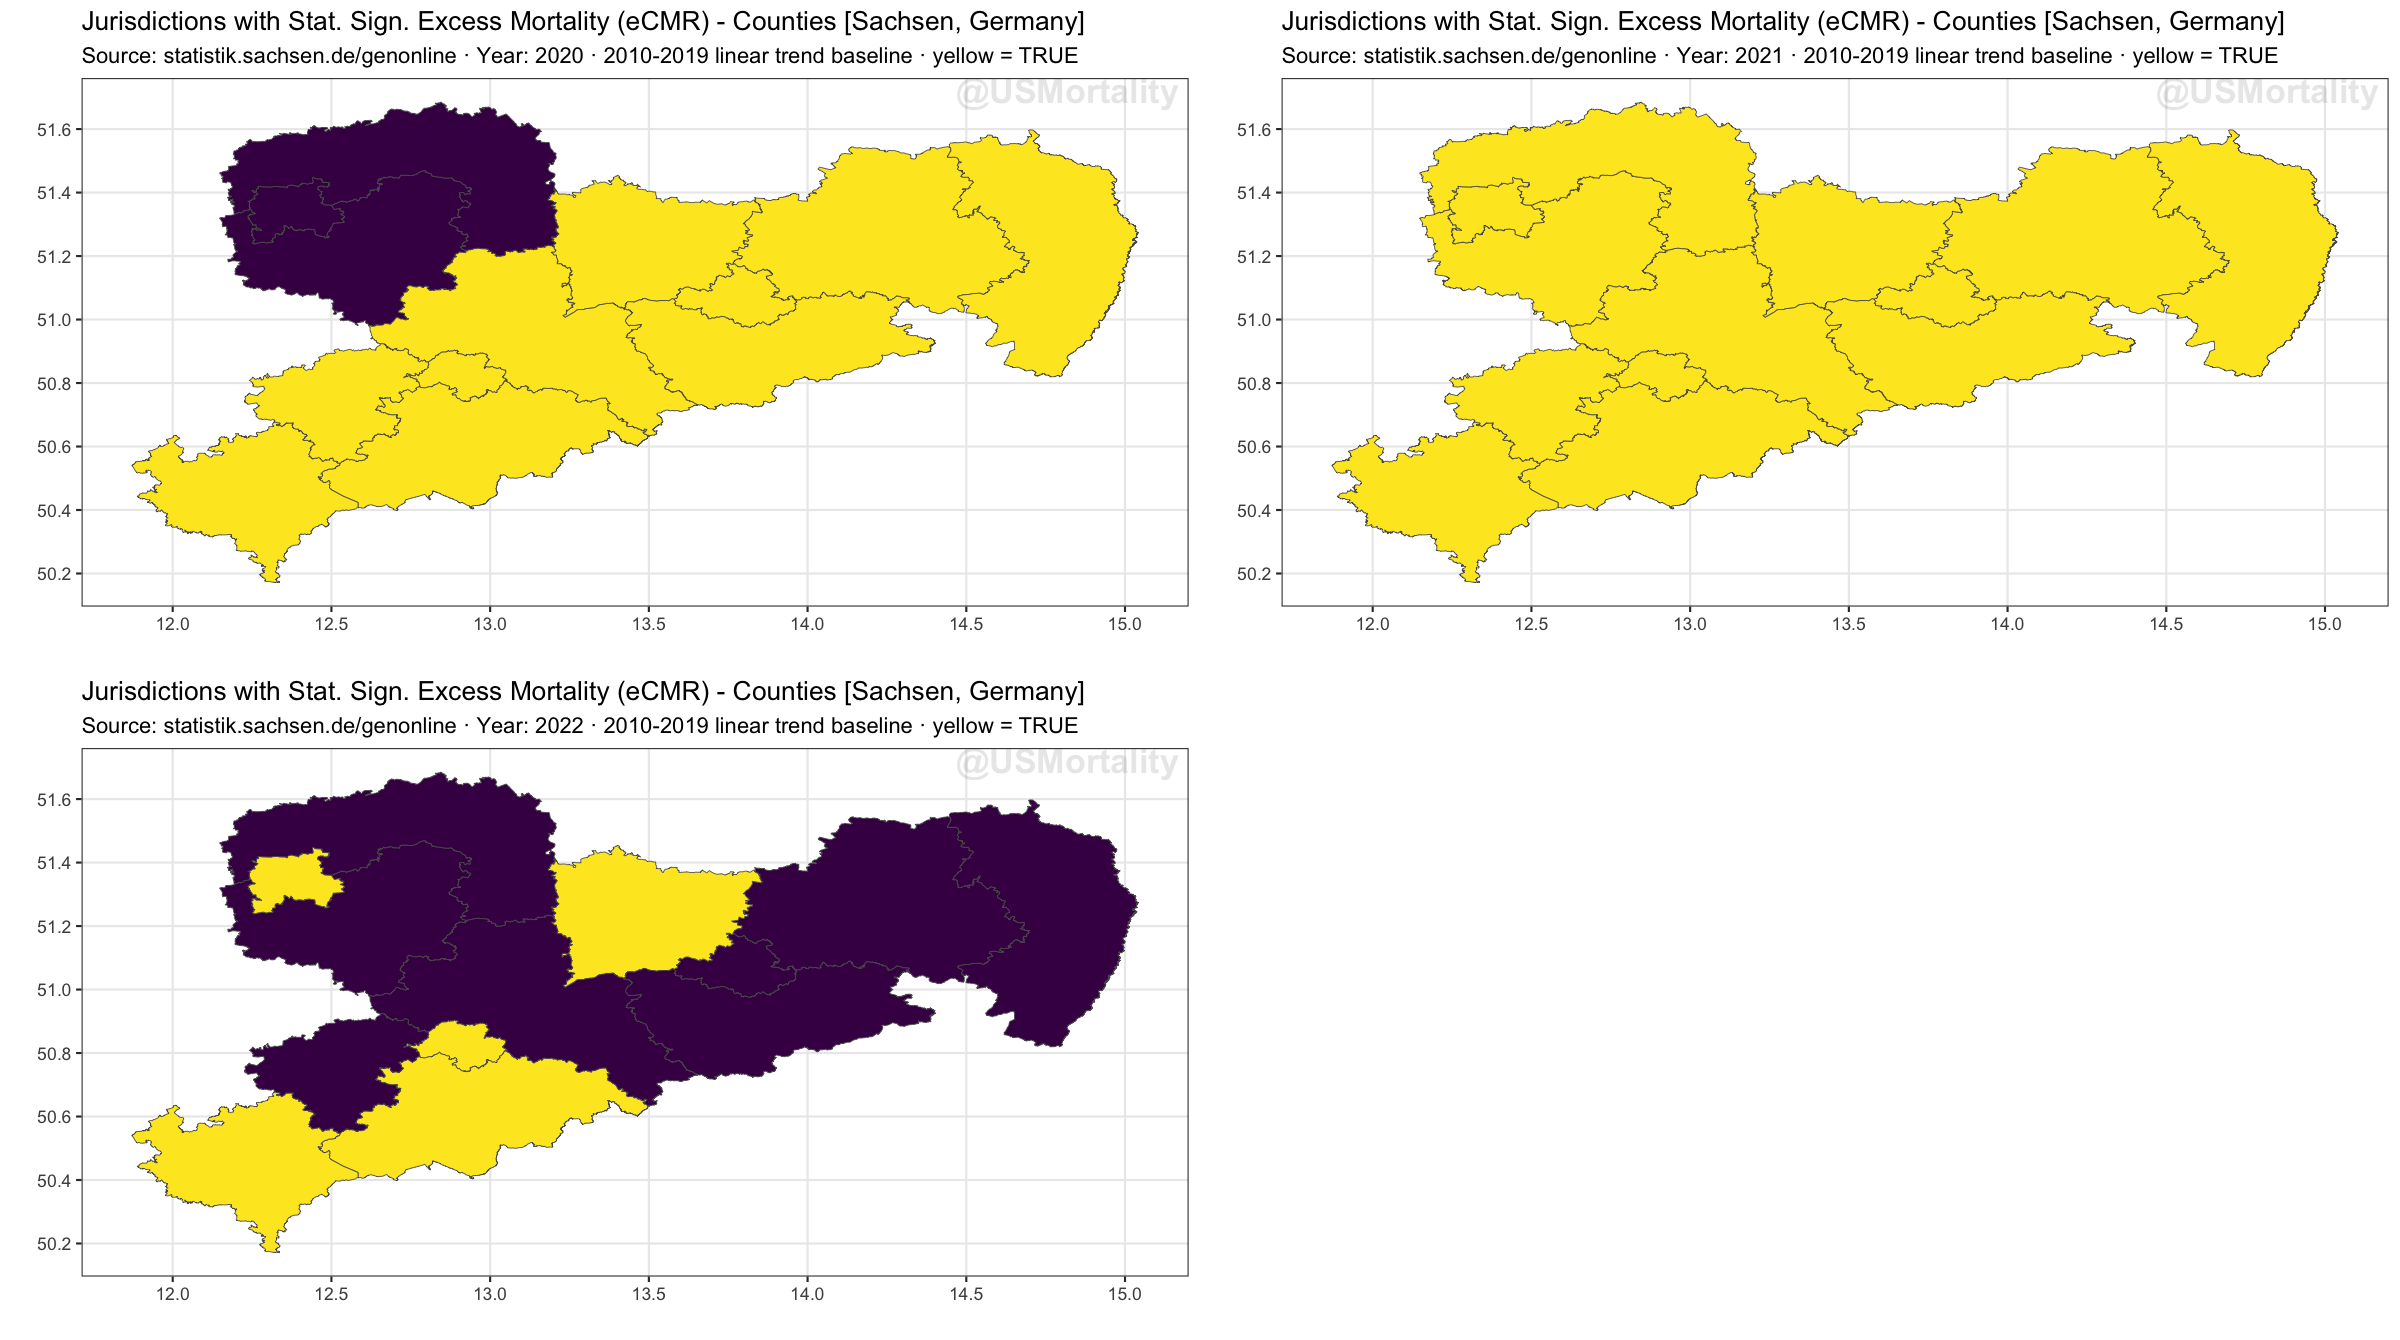 Jurisdictions with Stat. Sign. Excess Mortality (eCMR) - Counties [Sachsen, Germany]
Source: statistik.sachsen.de/genonline · Year: 2020 · 2010-2019 linear trend baseline · yellow = TRUE
@USMortality
51.6
51.4
51.2
51.0
50.8
50.6
50.4
50.2
12.0 12.5 13.0 13.5 14.0 14.5 15.0
Jurisdictions with Stat. Sign. Excess Mortality (eCMR) - Counties [Sachsen, Germany]
Source: statistik.sachsen.de/genonline · Year: 2021 · 2010-2019 linear trend baseline · yellow = TRUE
@USMortality
51.6
51.4
51.2
51.0
50.8
50.6
50.4
50.2
12.0 12.5 13.0 13.5 14.0 14.5 15.0
Jurisdictions with Stat. Sign. Excess Mortality (eCMR) - Counties [Sachsen, Germany]
Source: statistik.sachsen.de/genonline · Year: 2022 · 2010-2019 linear trend baseline · yellow = TRUE
@USMortality
51.6
51.4
51.2
51.0
50.8
50.6
50.4
50.2
12.0 12.5 13.0 13.5 14.0 14.5 15.0